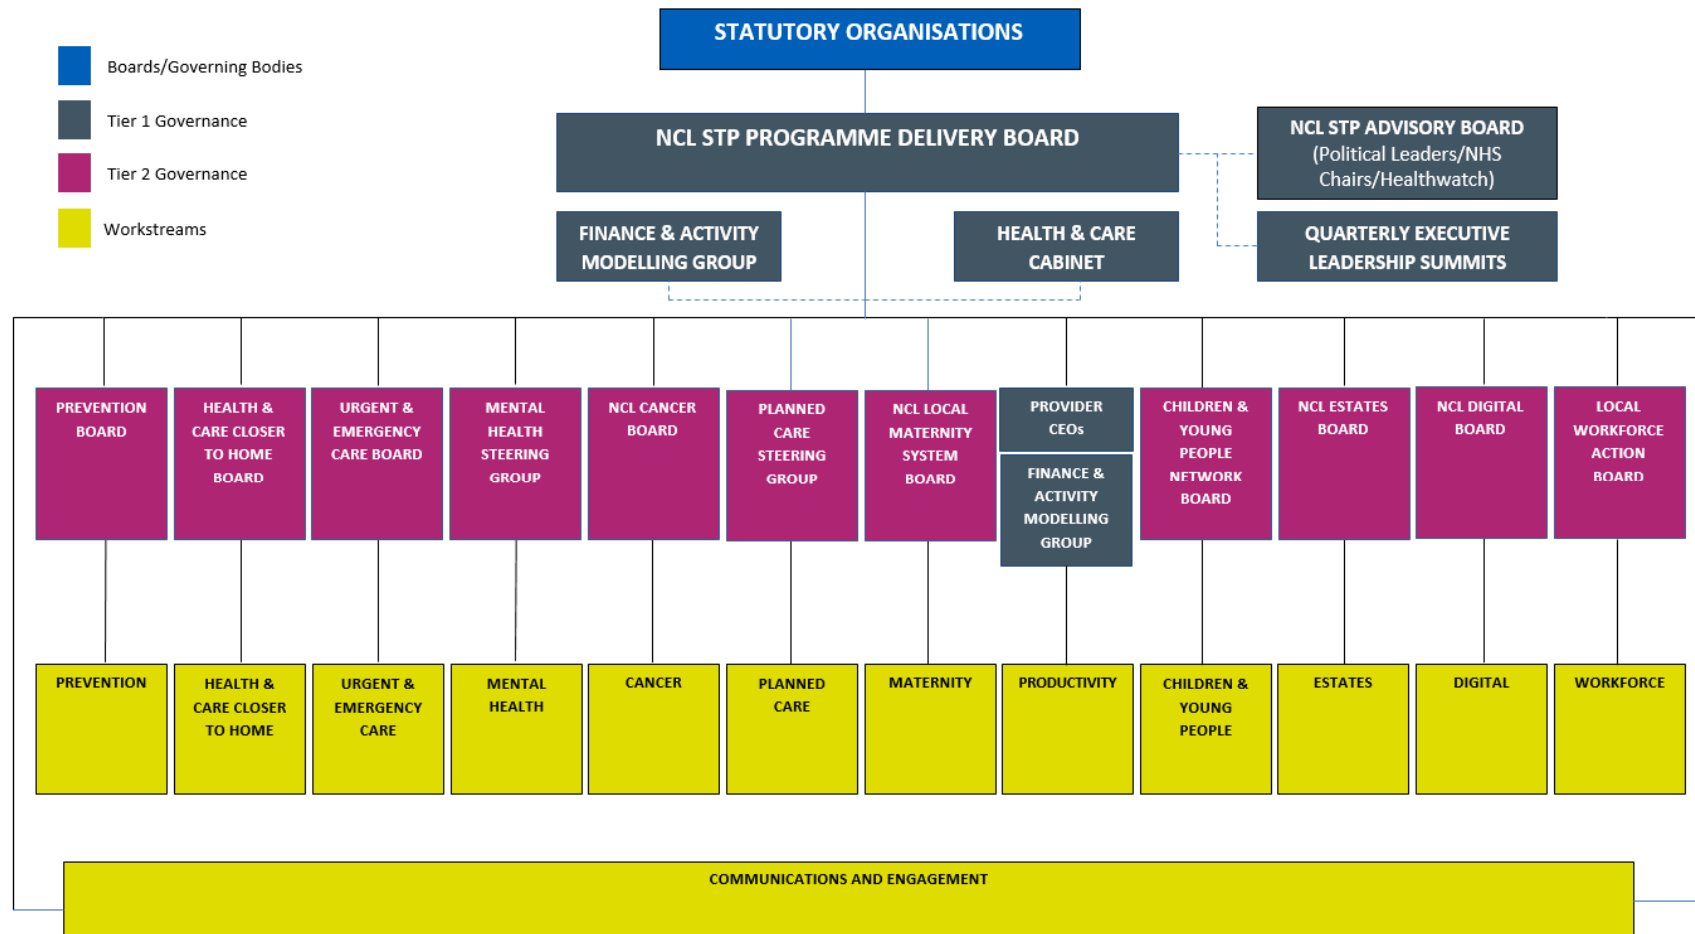 STATUTORY ORGANISATIONS
Boards/Governing Bodies
Tier 1 Governance
Tier 2 Governance
Workstreams
NCL STP PROGRAMME DELIVERY BOARD
NCL STP ADVISORY BOARD
(Political Leaders/NHS
Chairs/Healthwatch)
FINANCE & ACTIVITY
MODELLING GROUP
HEALTH & CARE
CABINET
QUARTERLY EXECUTIVE
LEADERSHIP SUMMITS
PREVENTION
BOARD
HEALTH &
CARE CLOSER
TO HOME
BOARD
URGENT &
EMERGENCY
CARE BOARD
MENTAL
HEALTH
STEERING
GROUP
NCL CANCER
BOARD
PLANNED
CARE
STEERING
GROUP
NCL LOCAL
MATERNITY
SYSTEM
BOARD
PROVIDER
CEOs
FINANCE &
ACTIVITY
MODELLING
GROUP
CHILDREN &
YOUNG
PEOPLE
NETWORK
BOARD
NCL ESTATES
BOARD
NCL DIGITAL
BOARD
LOCAL
WORKFORCE
ACTION
BOARD
PREVENTION
HEALTH &
CARE CLOSER
TO HOME
URGENT &
EMERGENCY
CARE
MENTAL
HEALTH
CANCER
PLANNED
CARE
MATERNITY
PRODUCTIVITY
CHILDREN &
YOUNG
PEOPLE
ESTATES
DIGITAL
WORKFORCE
COMMUNICATIONS AND ENGAGEMENT